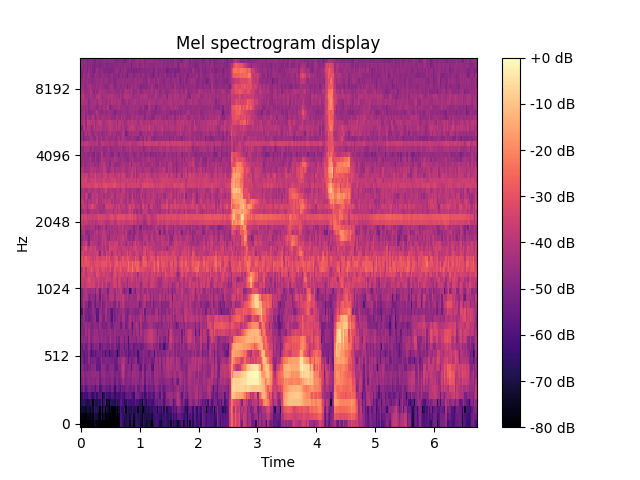 Mel spectrogram display
Hz
8192
4096
2048
1024
512
0
0 1 2 3 4 5 6
Time
+0 dB
-10 dB
-20 dB
-30 dB
-40 dB
-50 dB
-60 dB
-70 dB
-80 dB